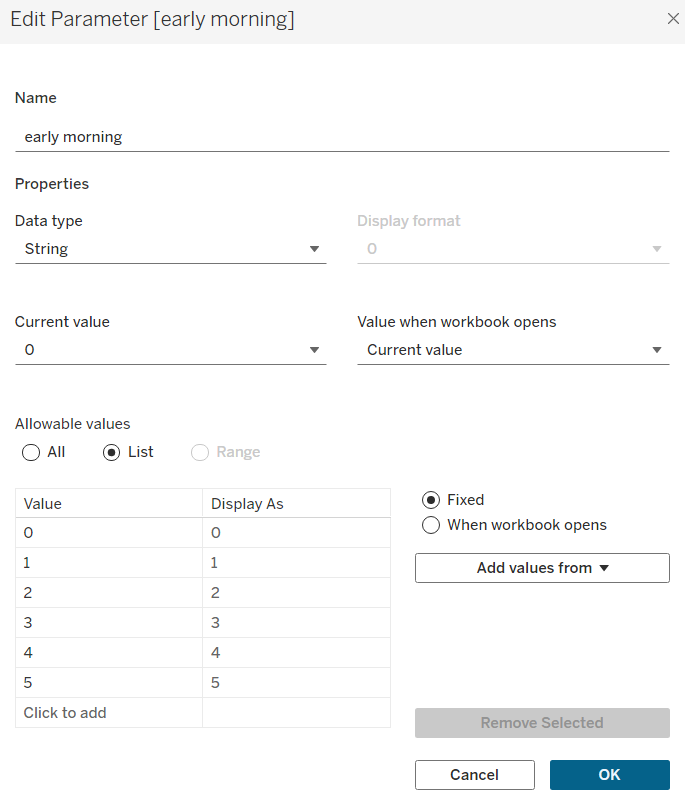 Edit Parameter [early morning]
Name
early morning
Properties
Data type
Display format
String
0
Current value
Value when workbook opens
0
Current value
Allowable values
All
List
Range
Value
Display As
Fixed
When workbook opens
0
0
1
1
Add values from
2
2
3
3
4
4
5
5
Click to add
Remove Selected
Cancel
OK